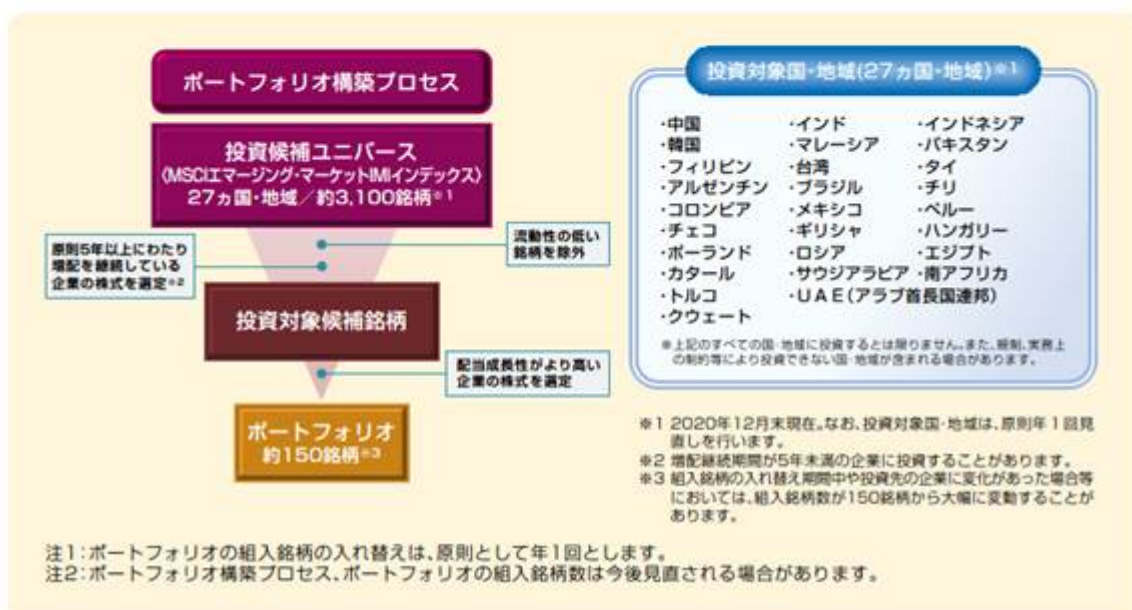 ポートフォリオ構築プロセス
投資候補ユニバース
〈MSCIエマージング・マーケットIMIインデックス〉
27ヵ国・地域／約3,100銘柄※1
原則5年以上にわたり
増配を継続している
企業の株式を選定※2
流動性の低い
銘柄を除外
投資対象候補銘柄
配当成長性がより高い
企業の株式を選定
ポートフォリオ
約150銘柄※3
投資対象国・地域(27ヵ国・地域)※1
・中国 ・インド ・インドネシア
・韓国 ・マレーシア ・パキスタン
・フィリピン ・台湾 ・タイ
・アルゼンチン ・ブラジル ・チリ
・コロンビア ・メキシコ ・ペルー
・チェコ ・ギリシャ ・ハンガリー
・ポーランド ・ロシア ・エジプト
・カタール ・サウジアラビア ・南アフリカ
・トルコ ・UAE(アラブ首長国連邦)
・クウェート
※上記のすべての国・地域に投資するとは限りません。また、規制、実務上
の制約等により投資できない国・地域が含まれる場合があります。
※1 2020年12月末現在。なお、投資対象国・地域は、原則年1回見
直しを行います。
※2 増配継続期間が5年未満の企業に投資することがあります。
※3 組入銘柄の入れ替え期間中や投資先の企業に変化があった場合等
においては、組入銘柄数が150銘柄から大幅に変動することが
あります。
注1:ポートフォリオの組入銘柄の入れ替えは、原則として年1回とします。
注2:ポートフォリオ構築プロセス、ポートフォリオの組入銘柄数は今後見直される場合があります。